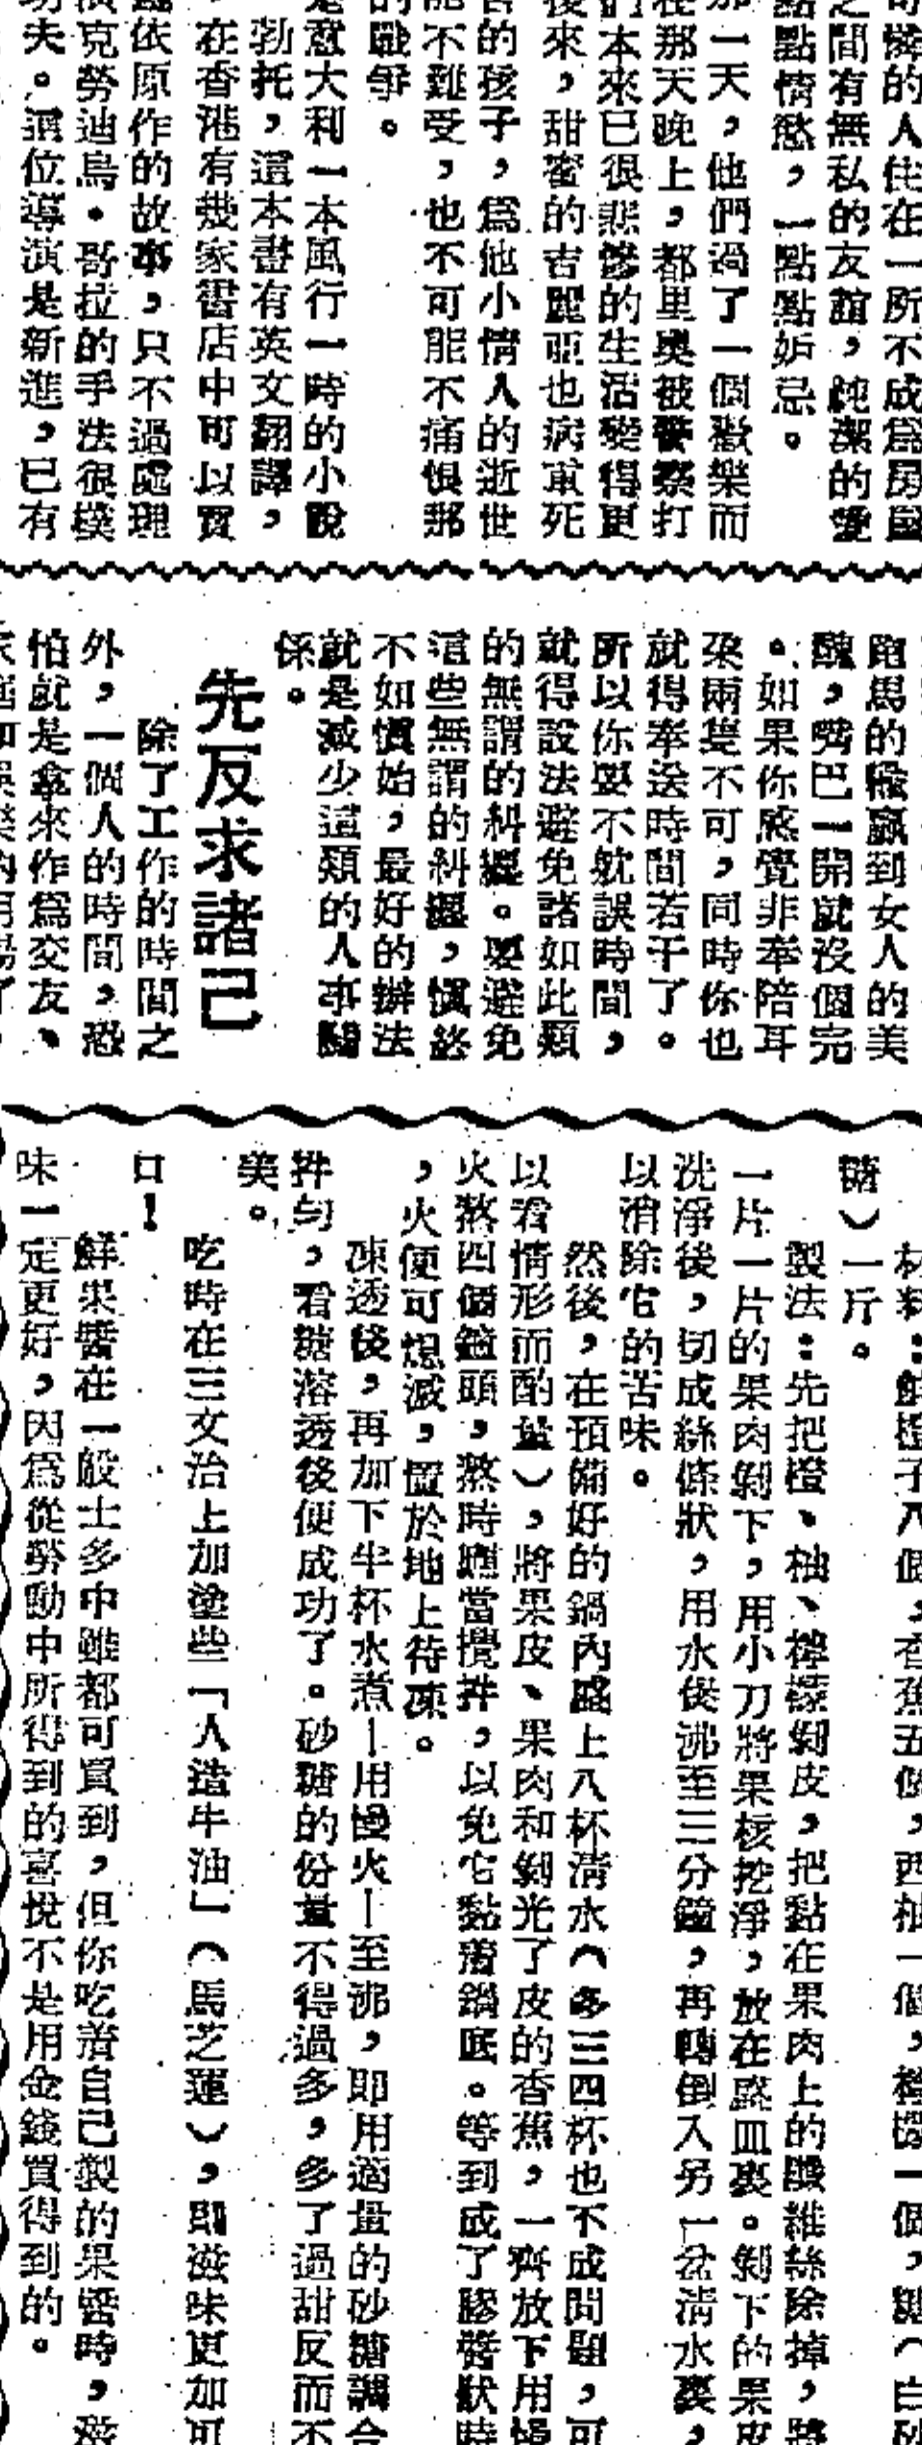 可憐的人住在一所不成爲房屋
之間有無私的友誼，純潔的愛
點點情慾，一點點妒忌。
那一天，他們過了一個歡樂而
在那天晚上，都里奧被警察打
們本來已很悲慘的生活變得更
後來，甜蜜的吉麗亞也病重死
害的孩子，爲他小情人的逝世
能不難受，也不可能不痛恨那
的戰爭。
是意大利一本風行一時的小說
勃托，這本書有英文翻譯，
，在香港有幾家書店中可以買
依原作的故事，只不過處理
演克勞迪烏．哥拉的手法很樸
功夫。這位導演是新進，已有
跑馬的輸贏到女人的美
醜，嘴巴一開就沒個完
。如果你感覺非奉陪耳
朶兩隻不可，同時你也
就得奉送時間若干了。
所以你要不躭誤時間，
就得設法避免諸如此類
的無謂的糾纏。要避免
這些無謂的糾纏，慎終
不如慎始，最好的辦法
就是減少這類的人事關
係。
先反求諸己
除了工作的時間之
外，一個人的時間，恐
怕就是拿來作爲交友、
材料：鮮橙子八個，香蕉五個，西柚一個，檸檬一個，糖（白砂
糖）一斤。
製法：先把橙、柚、檸檬剝皮，把黏在果肉上的纖維絲除掉，將
一片一片的果肉剝下，用小刀將果核挖淨，放在盛皿裏。剝下的果皮
洗淨後，切成絲條狀，用水煲沸至三分鐘，再轉倒入另一盆清水裏，
以消除它的苦味。
然後，在預備好的鍋內盛上八杯清水（多三四杯也不成問題，可
以看情形而酌量），將果皮、果肉和剝光了皮的香蕉，一齊放下用慢
火熬四個鐘頭，熬時應當攪拌，以免它黏着鍋底。等到成了膠醬狀時
，火便可熄滅，置於地上待凍。
凍透後，再加下半杯水煮—用慢火—至沸，即用適量的砂糖調合
拌勻，看糖溶透後便成功了。砂糖的份量不得過多，多了過甜反而不
美。
吃時在三文治上加塗些「人造牛油」（馬芝蓮），即滋味更加可
口！
鮮果醬在一般士多中雖都可買到，但你吃着自己製的果醬時，滋
味一定更好，因爲從勞動中所得到的喜悅不是用金錢買得到的。